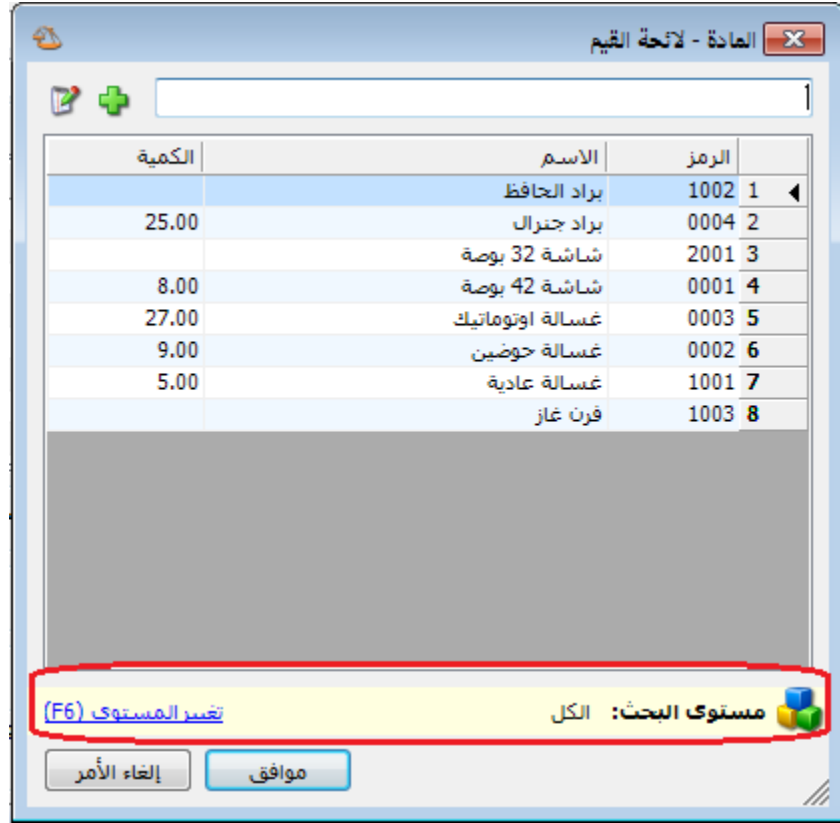 المادة - لائحة القيم
أ
الرمز الاسم الكمية
1 1002 براد الحافظ
2 0004 براد جنرال 25.00
3 2001 شاشة 32 بوصة
4 0001 شاشة 42 بوصة 8.00
5 0003 غسالة اوتوماتيك 27.00
6 0002 غسالة حوضين 9.00
7 1001 غسالة عادية 5.00
8 1003 فرن غاز
مستوى البحث: الكل تغيير المستوى (F6)
موافق إلغاء الأمر